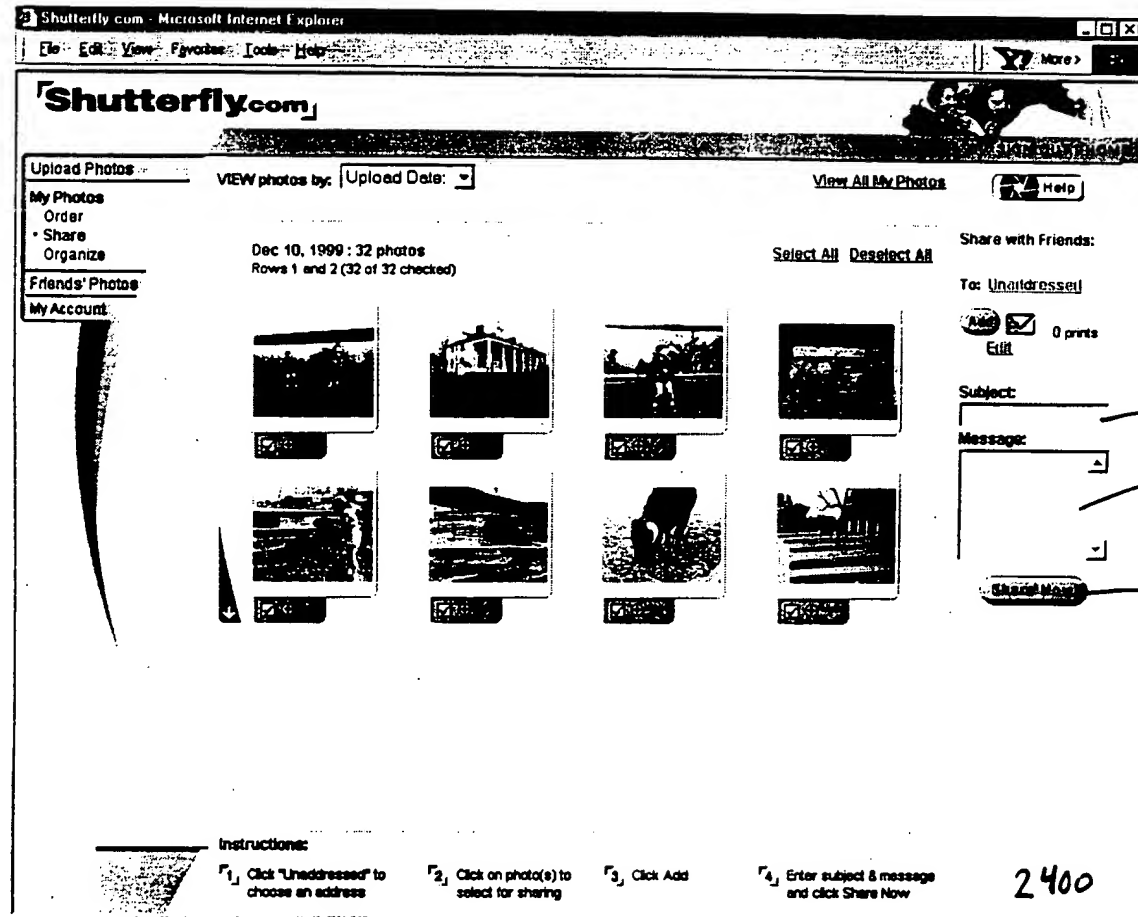 Shutterfly com - Microsoft Internet Explorer
File Edit View Favorites Tools Help
More >
Shutterfly.com
SIGN OUT HOME
Upload Photos
VIEW photos by: Upload Date:
View All My Photos
Help
My Photos
Order
• Share
Organize
Friends' Photos
My Account
Dec 10, 1999 : 32 photos
Rows 1 and 2 (32 of 32 checked)
Select All Deselect All
Share with Friends:
To: Unaddressed
Add
0 prints
Edit
Subject:
Message:
Share Now
Instructions:
1 Click "Unaddressed" to
choose an address
2 Click on photo(s) to
select for sharing
3 Click Add
4 Enter subject & message
and click Share Now
2400